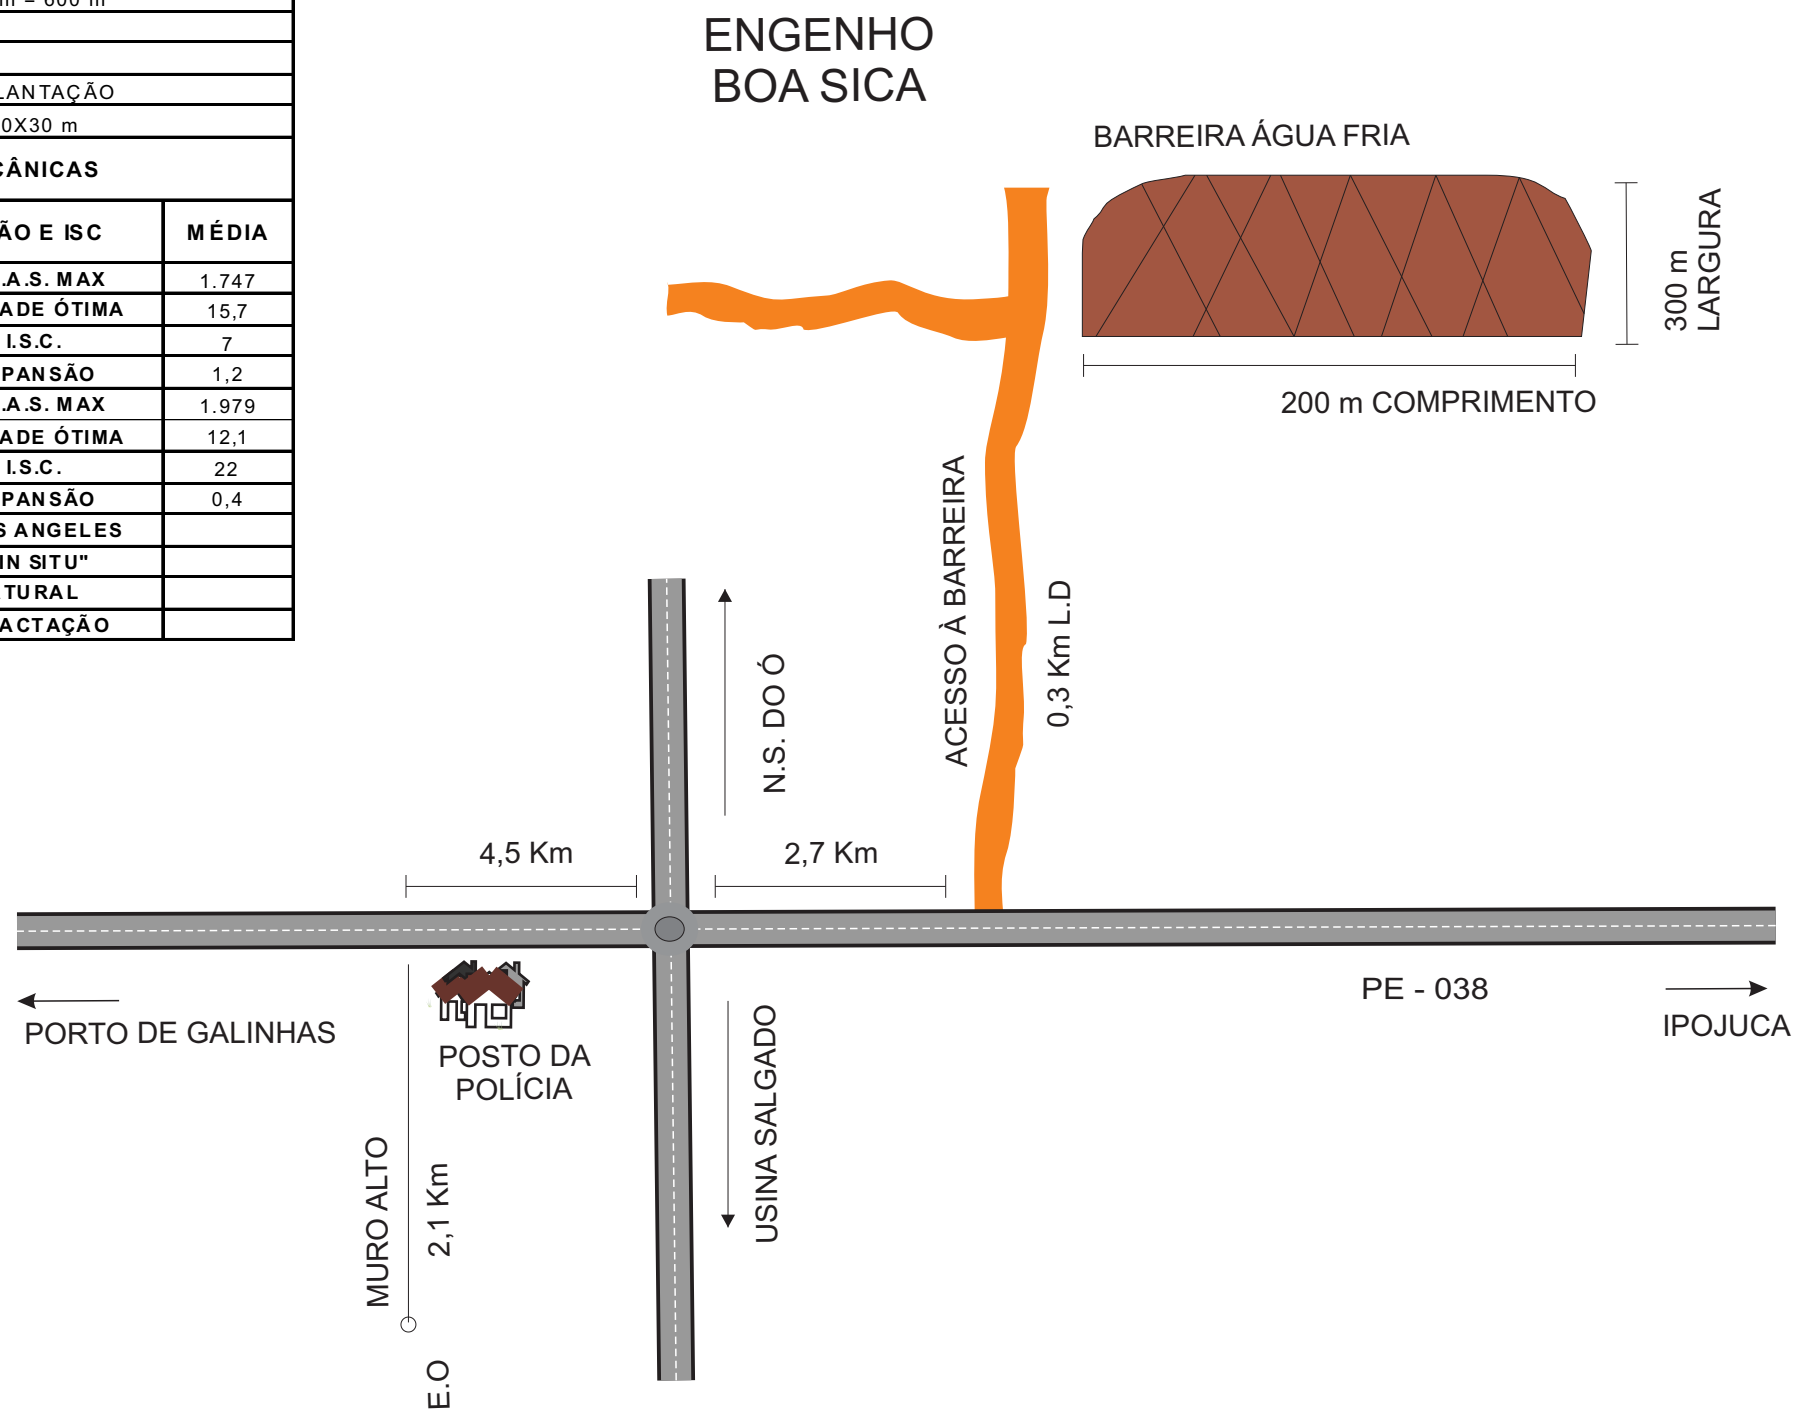 m – 600 m
LANTAÇÃO
0X30 m
CÂNICAS
ÃO E ISC MÉDIA
.A.S. MAX 1.747
ADE ÓTIMA 15,7
I.S.C. 7
PANSÃO 1,2
.A.S. MAX 1.979
ADE ÓTIMA 12,1
I.S.C. 22
PANSÃO 0,4
S ANGELES
IN SITU"
TURAL
ACTAÇÃO
ENGENHO
BOA SICA
BARREIRA ÁGUA FRIA
300 m
LARGURA
200 m COMPRIMENTO
ACESSO À BARREIRA
0,3 Km L.D
N.S. DO Ó
4,5 Km
2,7 Km
PE - 038
PORTO DE GALINHAS
IPOJUCA
POSTO DA
POLÍCIA
USINA SALGADO
MURO ALTO
2,1 Km
E.O